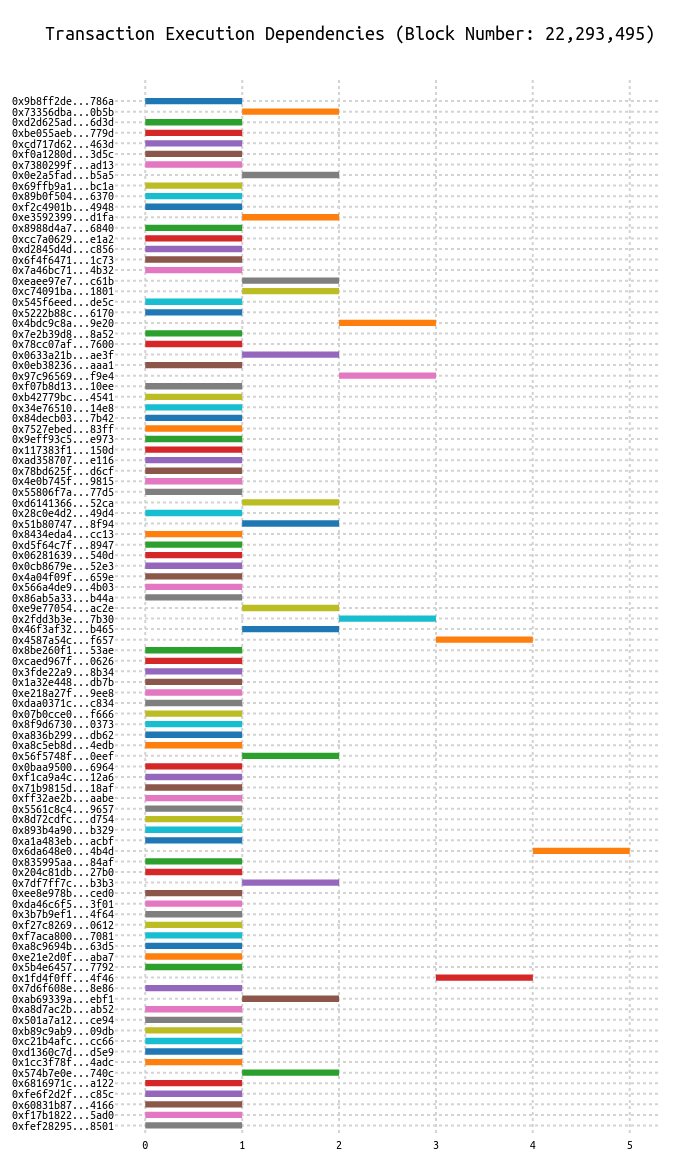 Transaction Execution Dependencies (Block Number: 22,293,495)
0x9b8ff2de...786a
0x73356dba...0b5b
0xd2d625ad...6d3d
0xbe055aeb...779d
0xcd717d62...463d
0xf0a1280d...3d5c
0x7380299f...ad13
0x0e2a5fad...b5a5
0x69ffb9a1...bc1a
0x89b0f504...6370
0xf2c4901b...4948
0xe3592399...d1fa
0x8988d4a7...6840
0xcc7a0629...e1a2
0xd2845d4d...c856
0x6f4f6471...1c73
0x7a46bc71...4b32
0xeaee97e7...c61b
0xc74091ba...1801
0x545f6eed...de5c
0x5222b88c...6170
0x4bdc9c8a...9e20
0x7e2b39d8...8a52
0x78cc07af...7600
0x0633a21b...ae3f
0x0eb38236...aaa1
0x97c96569...f9e4
0xf07b8d13...10ee
0xb42779bc...4541
0x34e76510...14e8
0x84decb03...7b42
0x7527ebed...83ff
0x9eff93c5...e973
0x117383f1...150d
0xad358707...e116
0x78bd625f...d6cf
0x4e0b745f...9815
0x55806f7a...77d5
0xd6141366...52ca
0x28c0e4d2...49d4
0x51b80747...8f94
0x8434eda4...cc13
0xd5f64c7f...8947
0x06281639...540d
0x0cb8679e...52e3
0x4a04f09f...659e
0x566a4de9...4b03
0x86ab5a33...b44a
0xe9e77054...ac2e
0x2fdd3b3e...7b30
0x46f3af32...b465
0x4587a54c...f657
0x8be260f1...53ae
0xcaed967f...0626
0x3fde22a9...8b34
0x1a32e448...db7b
0xe218a27f...9ee8
0xdaa0371c...c834
0x07b0cce0...f666
0x8f9d6730...0373
0xa836b299...db62
0xa8c5eb8d...4edb
0x56f5748f...0eef
0x0baa9500...6964
0xf1ca9a4c...12a6
0x71b9815d...18af
0xff32ae2b...aabe
0x5561c8c4...9657
0x8d72cdfc...d754
0x893b4a90...b329
0xa1a483eb...acbf
0x6da648e0...4b4d
0x835995aa...84af
0x204c81db...27b0
0x7df7ff7c...b3b3
0xee8e978b...ced0
0xda46c6f5...3f01
0x3b7b9ef1...4f64
0xf27c8269...0612
0xf7aca800...7081
0xa8c9694b...63d5
0xe21e2d0f...aba7
0x5b4e6457...7792
0x1fd4f0ff...4f46
0x7d6f608e...8e86
0xab69339a...ebf1
0xa8d7ac2b...ab52
0x501a7a12...ce94
0xb89c9ab9...09db
0xc21b4afc...cc66
0xd1360c7d...d5e9
0x1cc3f78f...4adc
0x574b7e0e...740c
0x6816971c...a122
0xfe6f2d2f...c85c
0x60831b87...4166
0xf17b1822...5ad0
0xfef28295...8501
0 1 2 3 4 5